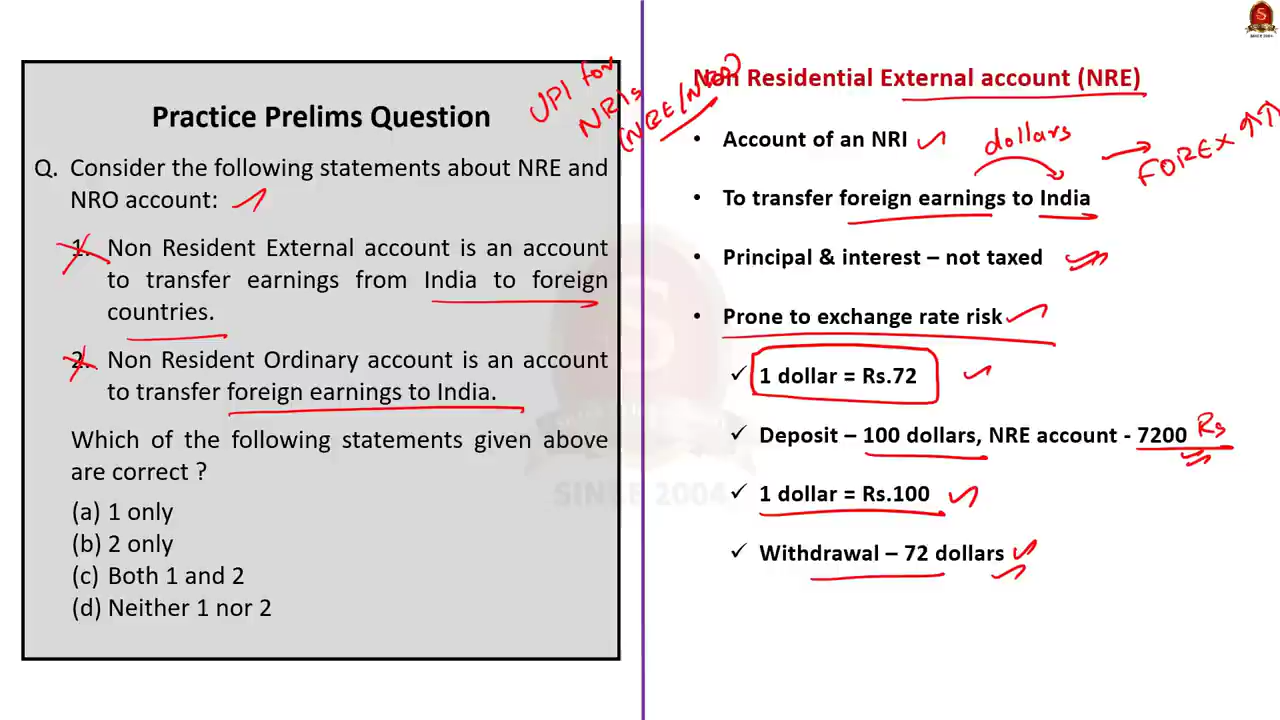 Practice Prelims Question
UPI for
NRIs
(NRE/NRO)
Q. Consider the following statements about NRE and
NRO account:
1. Non Resident External account is an account
to transfer earnings from India to foreign
countries.
2. Non Resident Ordinary account is an account
to transfer foreign earnings to India.
Which of the following statements given above
are correct ?
(a) 1 only
(b) 2 only
(c) Both 1 and 2
(d) Neither 1 nor 2
S
SINCE 2004
Non Residential External account (NRE)
• Account of an NRI
dollars
FOREX
• To transfer foreign earnings to India
• Principal & interest – not taxed
• Prone to exchange rate risk
✓ 1 dollar = Rs.72
✓ Deposit – 100 dollars, NRE account - 7200 Rs
✓ 1 dollar = Rs.100
✓ Withdrawal – 72 dollars
S
SINCE 2004